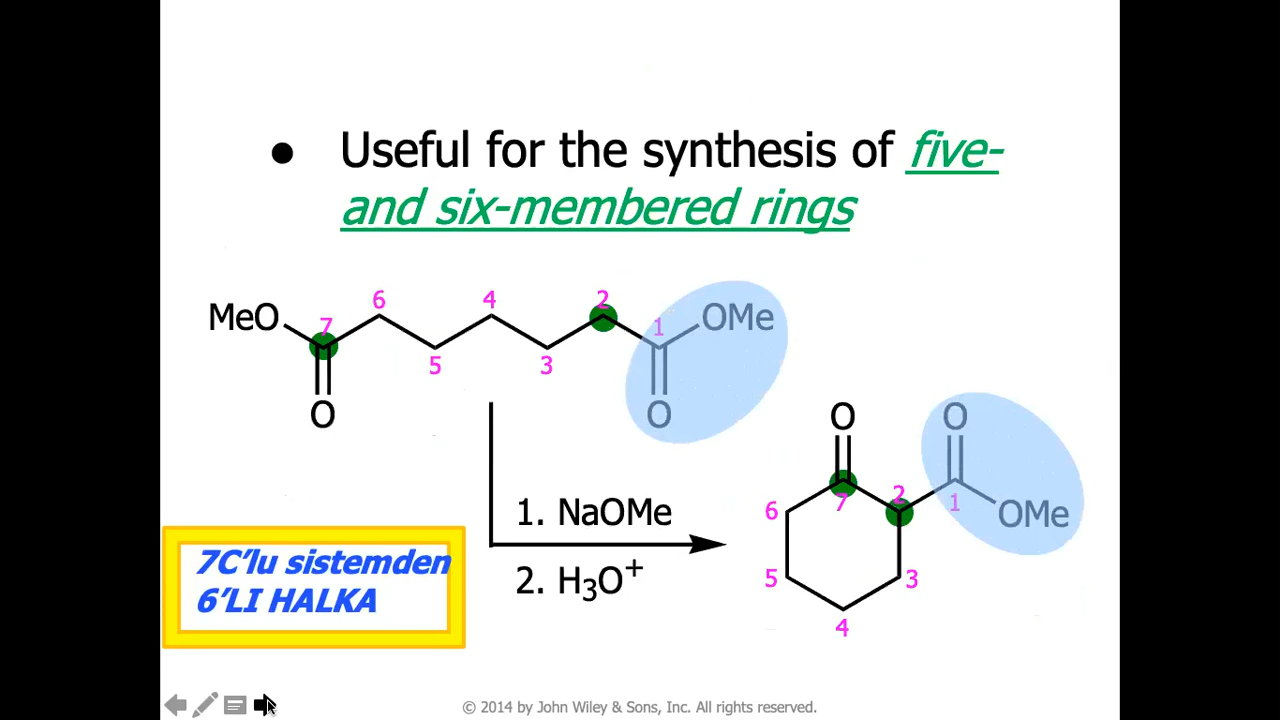 ● Useful for the synthesis of five-
and six-membered rings
MeO 7 6 5 4 3 2 1 OMe
O O
1. NaOMe
2. H₃O⁺
O O
6 7 2 1 OMe
5 3
4
7C’lu sistemden
6’LI HALKA
© 2014 by John Wiley & Sons, Inc. All rights reserved.